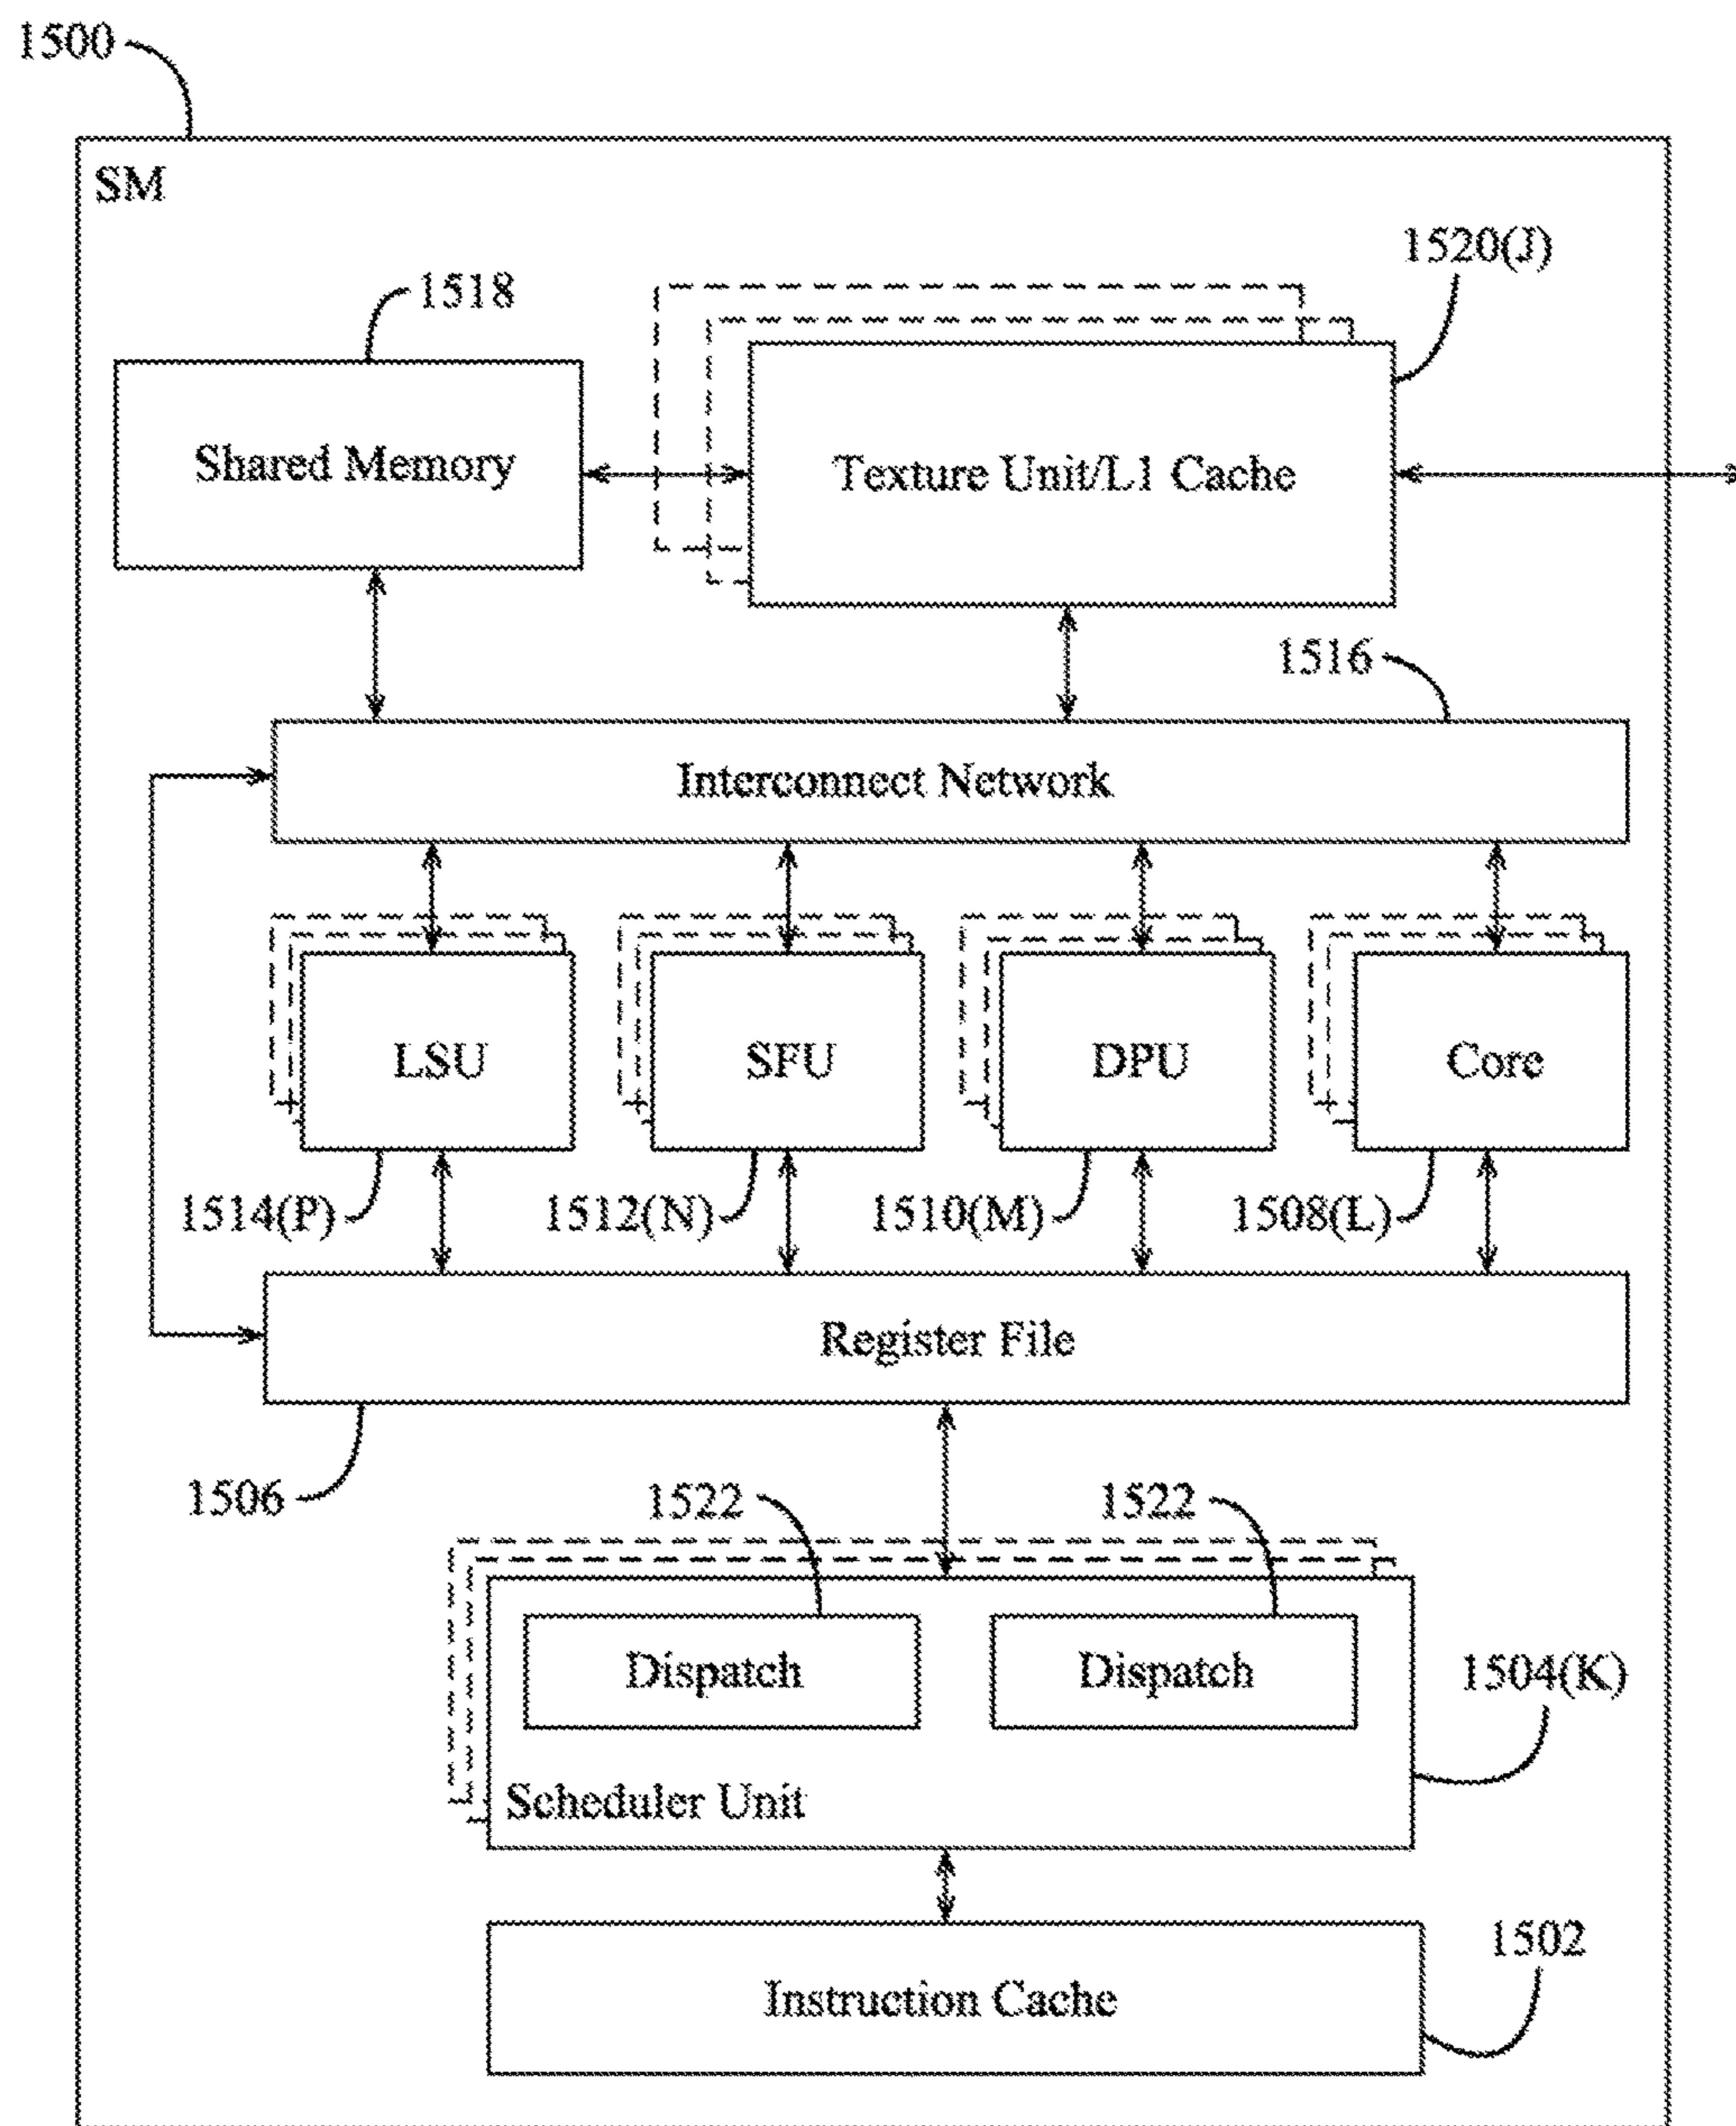 1500
SM
1520(J)
1518
Shared Memory
Texture Unit/L1 Cache
1516
Interconnect Network
LSU
SFU
DPU
Core
1514(P)
1512(N)
1510(M)
1508(L)
Register File
1506
1522
1522
Dispatch
Dispatch
1504(K)
Scheduler Unit
1502
Instruction Cache